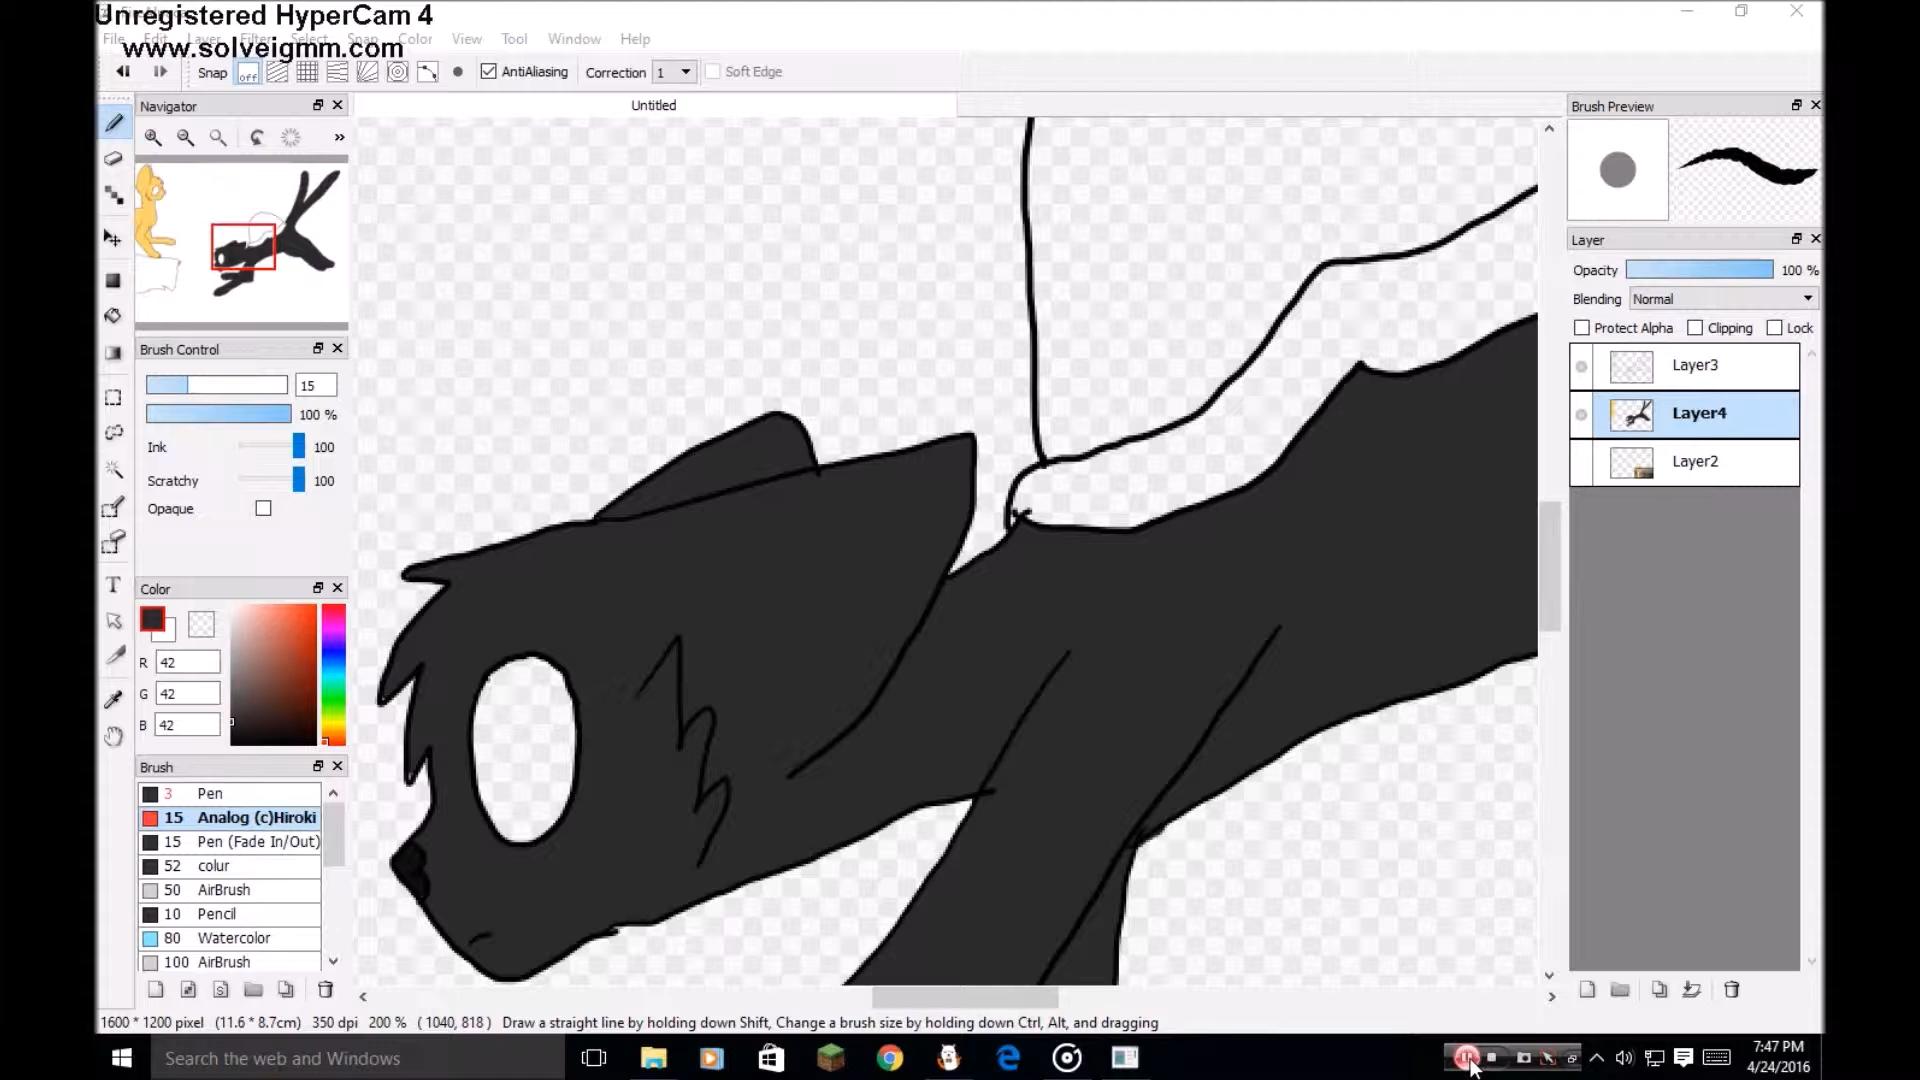 Unregistered HyperCam 4
www.solveigmm.com
File Edit Layer Filter Select Snap Color View Tool Window Help
Snap off AntiAliasing Correction 1 Soft Edge
Navigator
Untitled
Brush Preview
Layer
Opacity 100 %
Blending Normal
Protect Alpha Clipping Lock
Layer3
Layer4
Layer2
Brush Control
15
100 %
Ink 100
Scratchy 100
Opaque
Color
R 42
G 42
B 42
Brush
3 Pen
15 Analog (c)Hiroki
15 Pen (Fade In/Out)
52 colur
50 AirBrush
10 Pencil
80 Watercolor
100 AirBrush
S
T
1600 * 1200 pixel (11.6 * 8.7cm) 350 dpi 200 % ( 1040, 818 ) Draw a straight line by holding down Shift, Change a brush size by holding down Ctrl, Alt, and dragging
Search the web and Windows
7:47 PM
4/24/2016